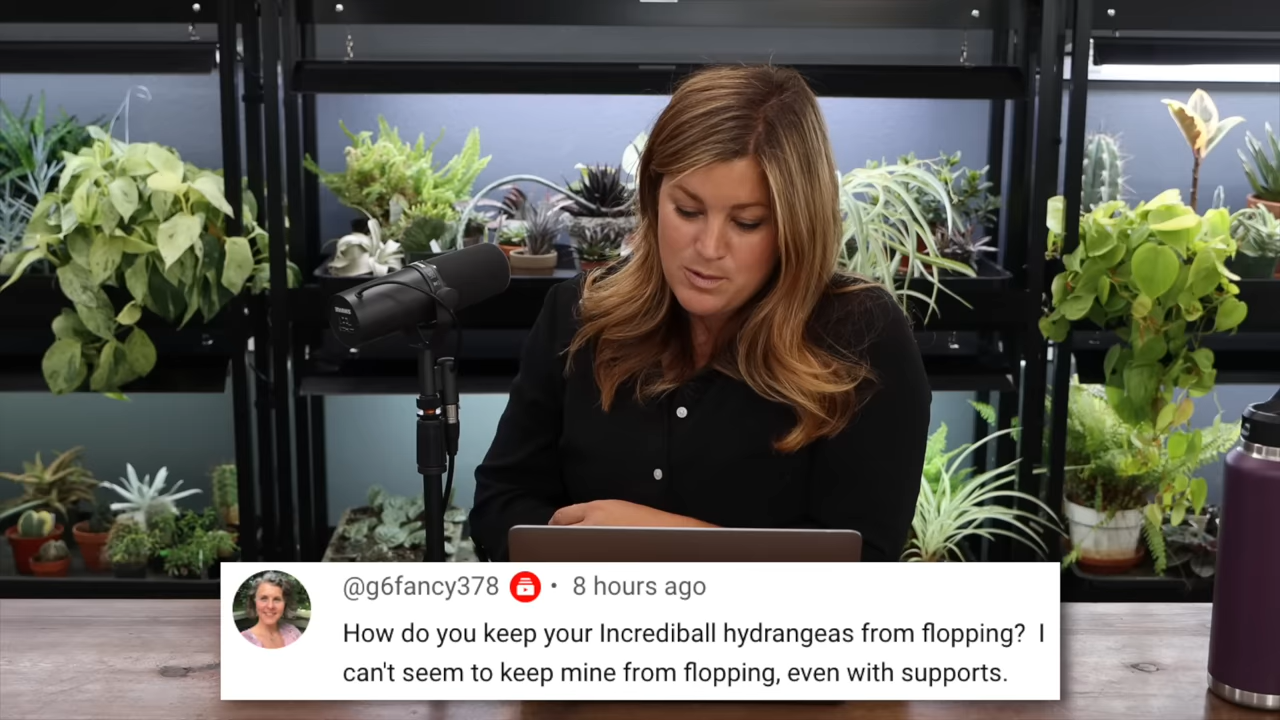 @g6fancy378 • 8 hours ago
How do you keep your Incrediball hydrangeas from flopping? I
can't seem to keep mine from flopping, even with supports.